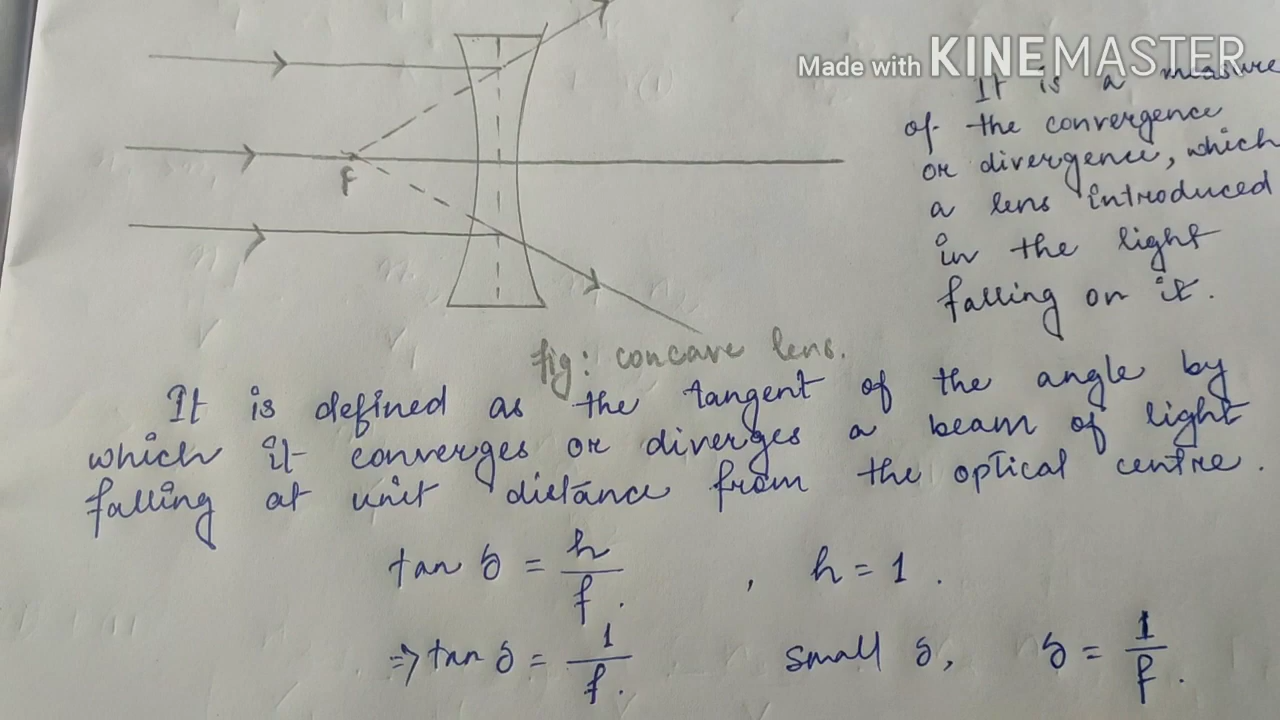 Made with KINEMASTER
It is a measure
of the convergence
or divergence, which
a lens introduced
in the light
falling on it.
F
fig: concave lens.
It is defined as the tangent of the angle by
which it converges or diverges a beam of light
falling at unit distance from the optical centre.
tan δ = h/f. , h = 1.
⇒ tan δ = 1/f. small δ, δ = 1/f.